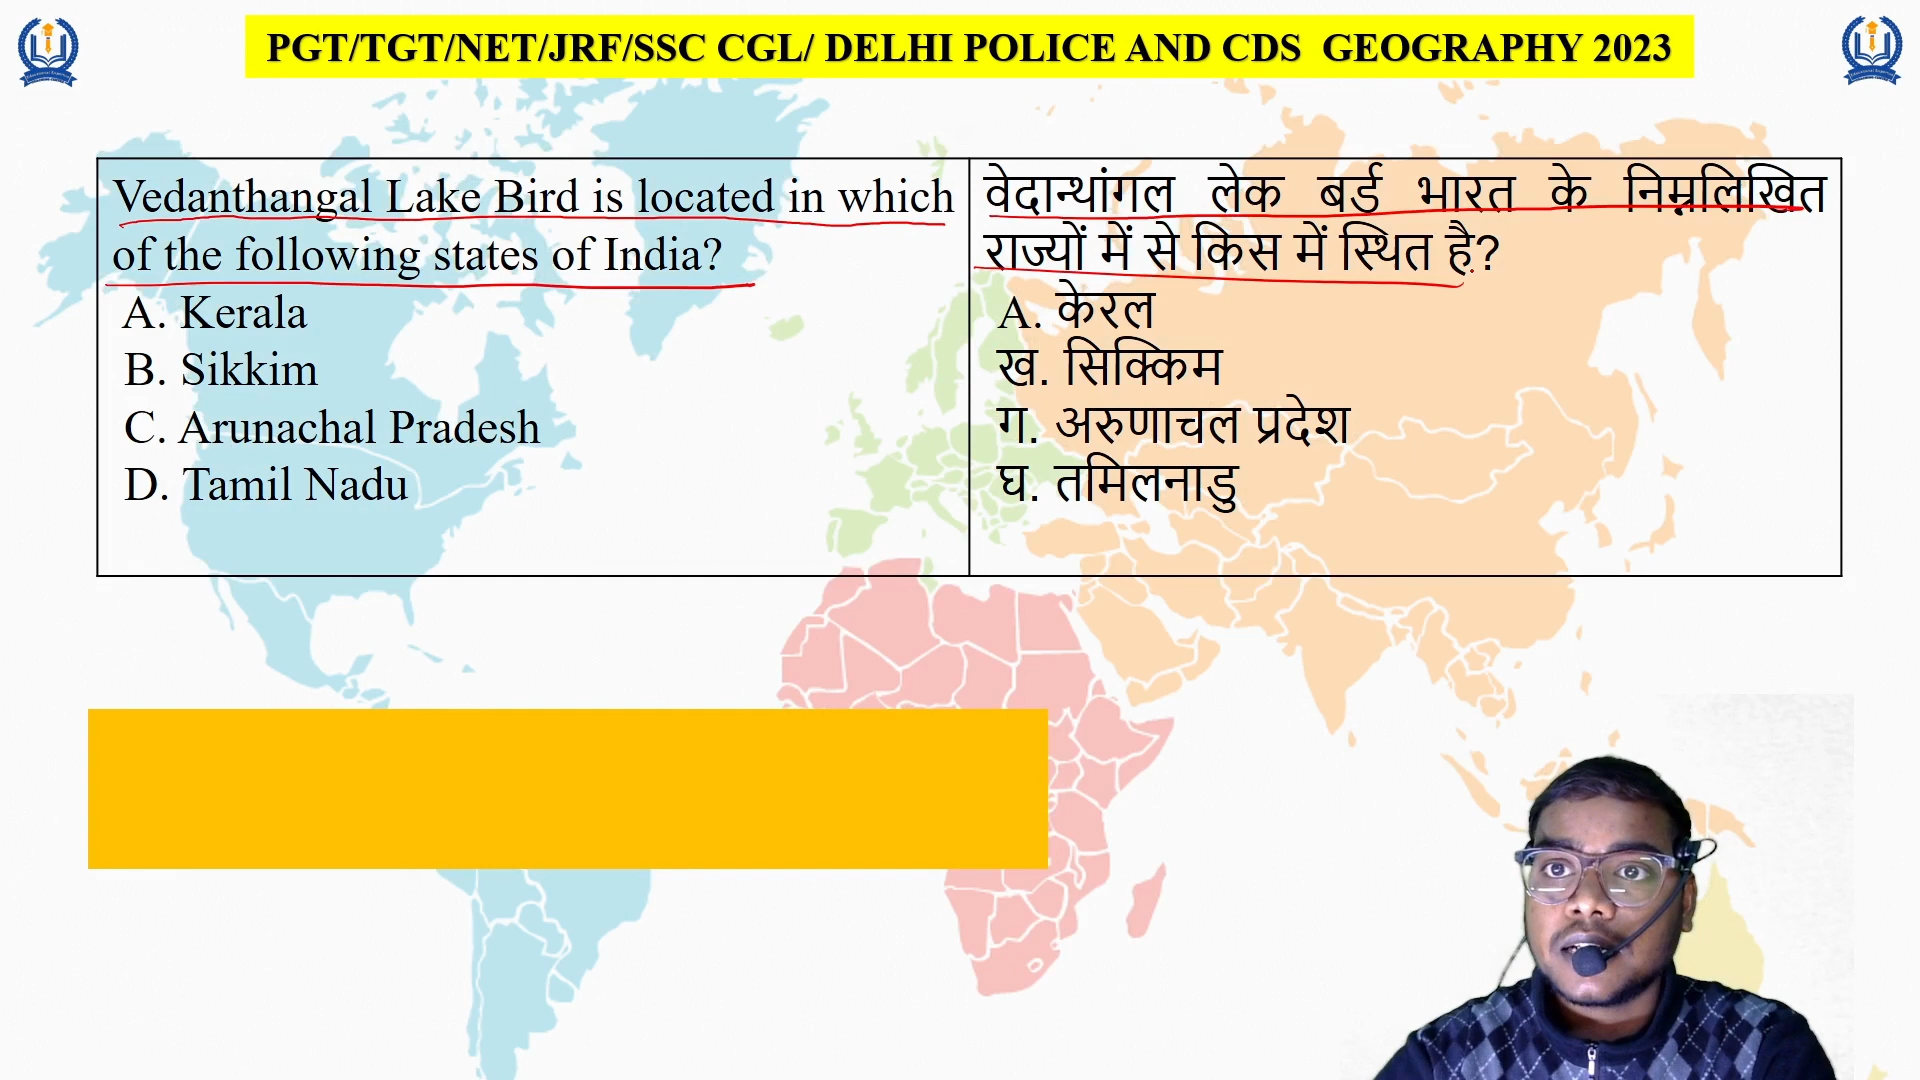 PGT/TGT/NET/JRF/SSC CGL/ DELHI POLICE AND CDS GEOGRAPHY 2023
Vedanthangal Lake Bird is located in which
of the following states of India?
A. Kerala
B. Sikkim
C. Arunachal Pradesh
D. Tamil Nadu
वेदान्थांगल लेक बर्ड भारत के निम्नलिखित
राज्यों में से किस में स्थित है?
A. केरल
ख. सिक्किम
ग. अरुणाचल प्रदेश
घ. तमिलनाडु